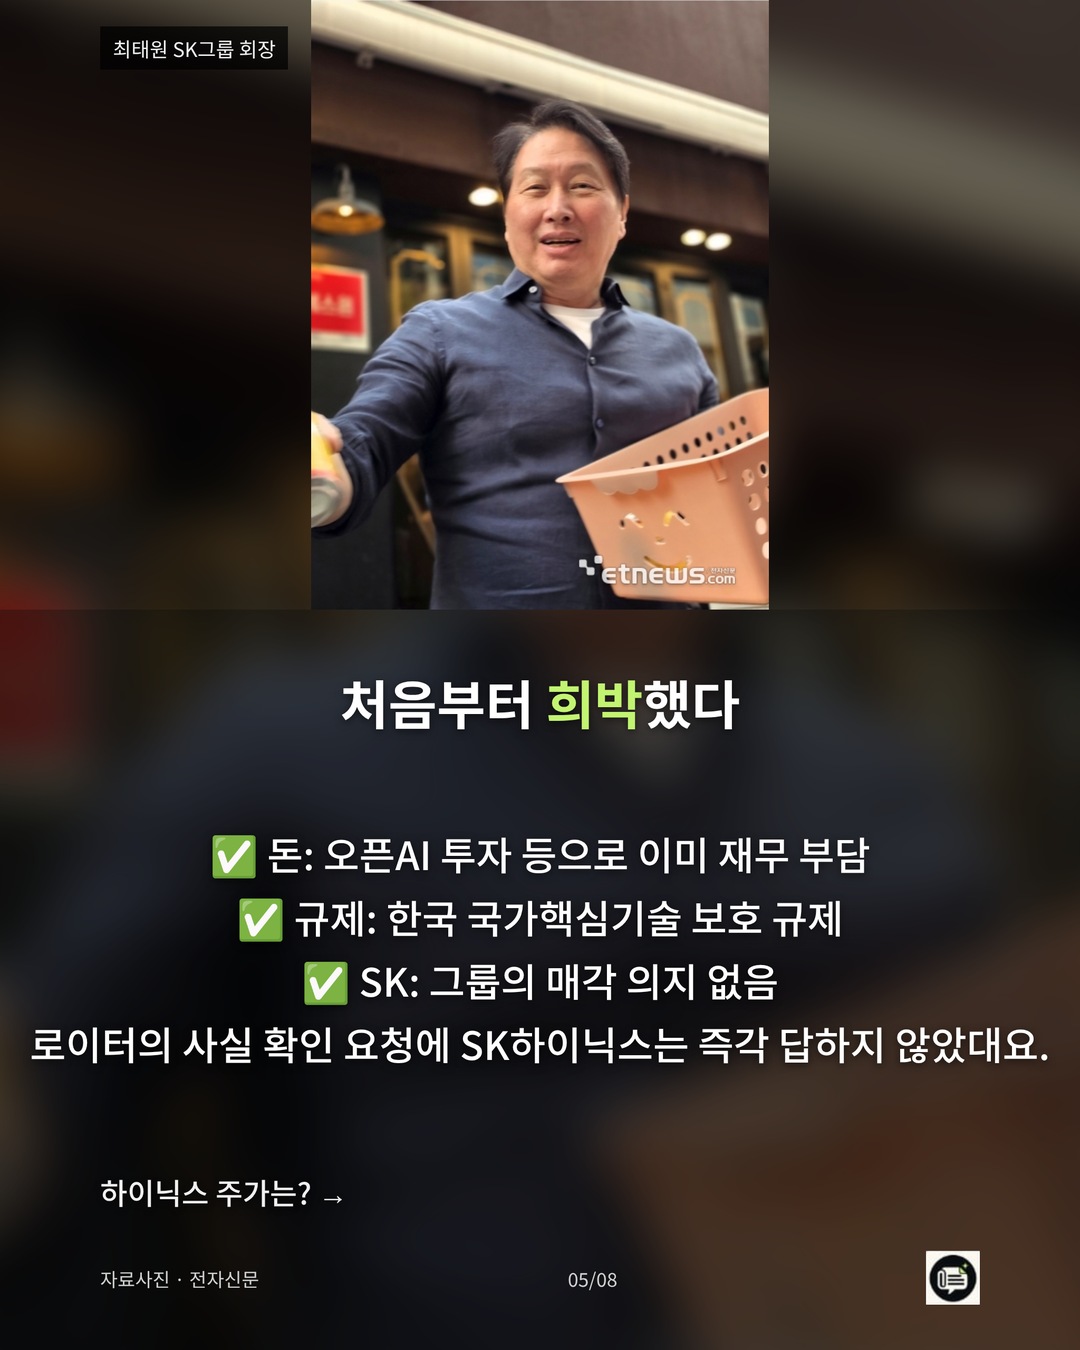 최태원 SK그룹 회장
etnews 전자신문 .com
처음부터 희박했다
✅ 돈: 오픈AI 투자 등으로 이미 재무 부담
✅ 규제: 한국 국가핵심기술 보호 규제
✅ SK: 그룹의 매각 의지 없음
로이터의 사실 확인 요청에 SK하이닉스는 즉각 답하지 않았대요.
하이닉스 주가는? →
자료사진 · 전자신문
05/08